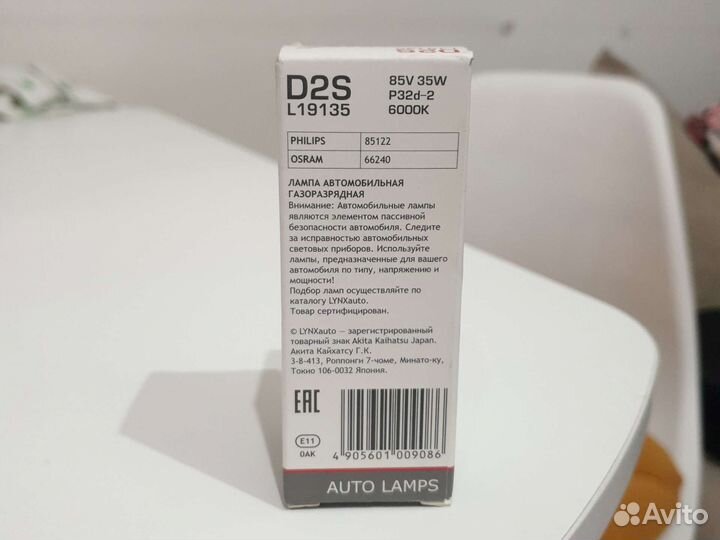 D2S
D2S
L19135
85V 35W
P32d-2
6000K
PHILIPS 85122
OSRAM 66240
ЛАМПА АВТОМОБИЛЬНАЯ
ГАЗОРАЗРЯДНАЯ
Внимание: Автомобильные лампы
являются элементом пассивной
безопасности автомобиля. Следите
за исправностью автомобильных
световых приборов. Используйте
лампы, предназначенные для вашего
автомобиля по типу, напряжению и
мощности!
Подбор ламп осуществляйте по
каталогу LYNXauto.
Товар сертифицирован.
© LYNXauto — зарегистрированный
товарный знак Akita Kaihatsu Japan.
Акита Кайхатсу Г.К.
3-8-413, Роппонги 7-чоме, Минато-ку,
Токио 106-0032 Япония.
EAC
E11
0AK
4 905601 009086
AUTO LAMPS
Avito